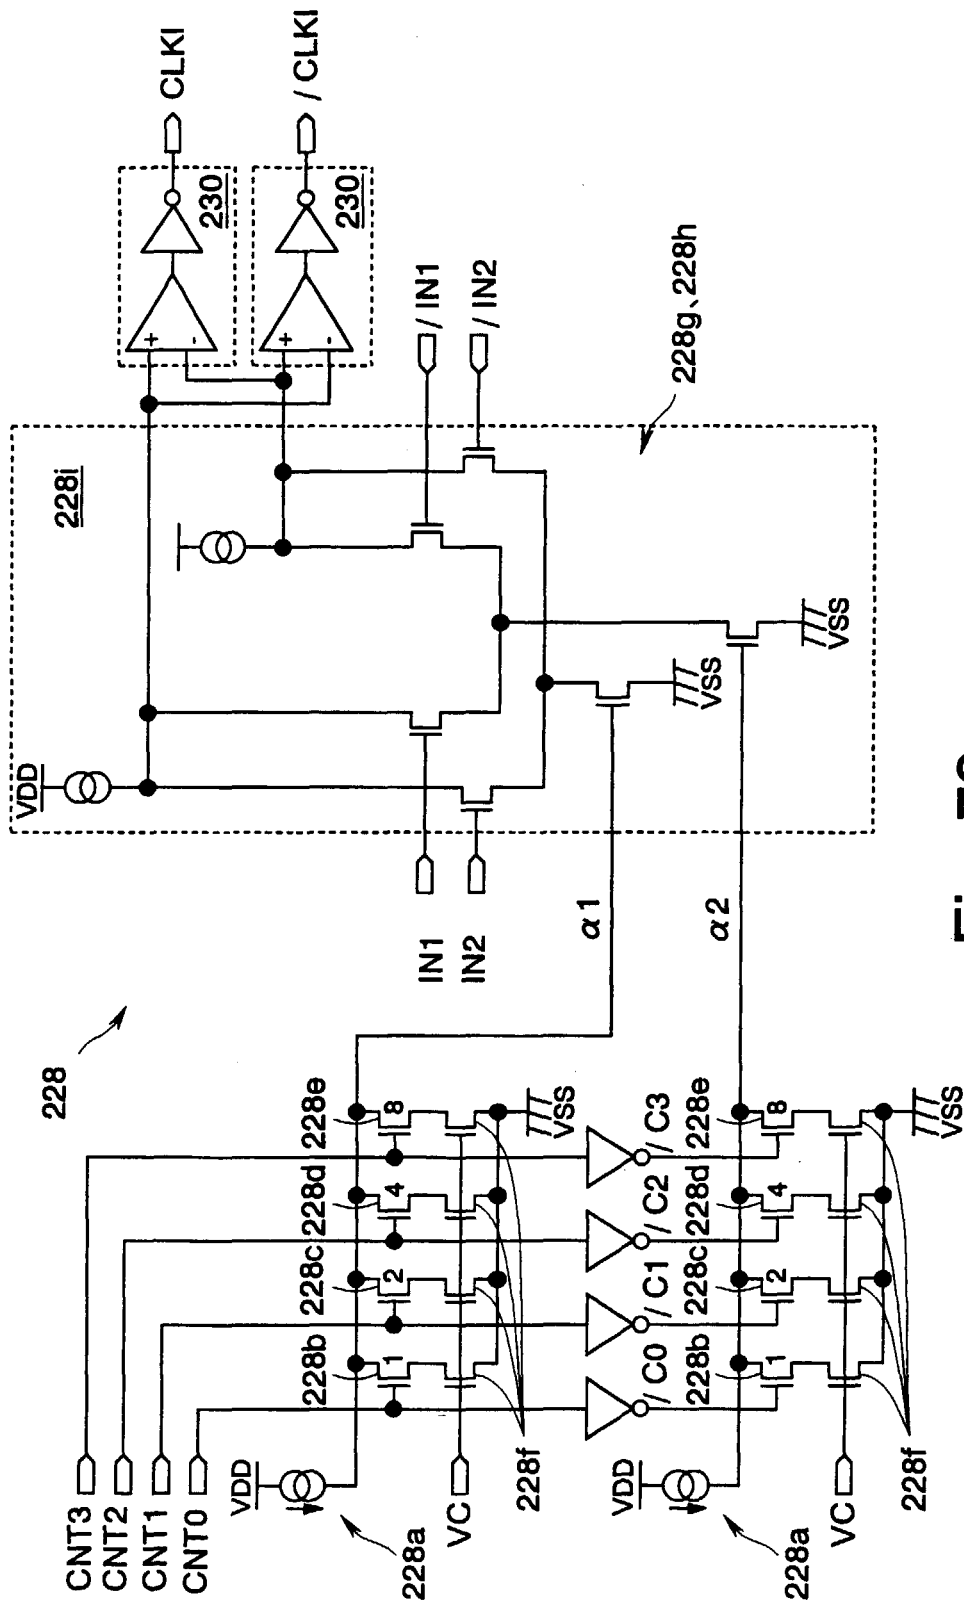 CNT3
CNT2
CNT1
CNT0
VDD
228a
VC
228f
228b
228c
228d
228e
1
2
4
8
VSS
/ C0
/ C1
/ C2
/ C3
VDD
228a
VC
228f
228b
228c
228d
228e
1
2
4
8
VSS
228
α1
α2
IN1
IN2
VDD
228i
VSS
VSS
/ IN1
/ IN2
228g、228h
+
-
230
+
-
230
CLKI
/ CLKI